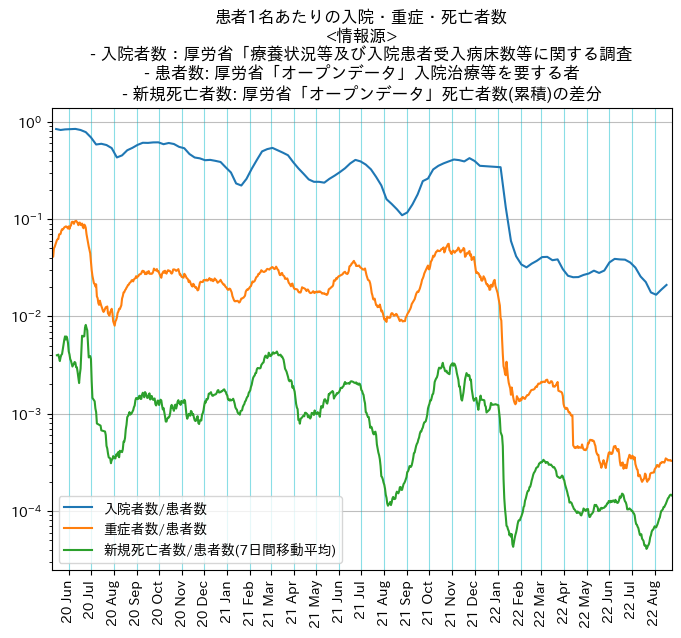 患者1名あたりの入院・重症・死亡者数
<情報源>
- 入院者数：厚労省「療養状況等及び入院患者受入病床数等に関する調査
- 患者数: 厚労省「オープンデータ」入院治療等を要する者
- 新規死亡者数: 厚労省「オープンデータ」死亡者数(累積)の差分
10⁰
10⁻¹
10⁻²
10⁻³
10⁻⁴
入院者数/患者数
重症者数/患者数
新規死亡者数/患者数(7日間移動平均)
20 Jun
20 Jul
20 Aug
20 Sep
20 Oct
20 Nov
20 Dec
21 Jan
21 Feb
21 Mar
21 Apr
21 May
21 Jun
21 Jul
21 Aug
21 Sep
21 Oct
21 Nov
21 Dec
22 Jan
22 Feb
22 Mar
22 Apr
22 May
22 Jun
22 Jul
22 Aug